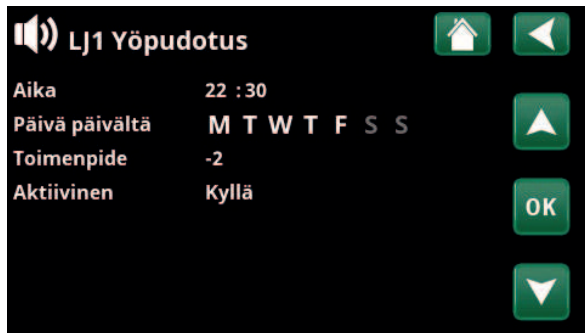 LJ1 Yöpudotus
Aika 22 :30
Päivä päivältä M T W T F S S
Toimenpide -2
Aktiivinen Kyllä
OK